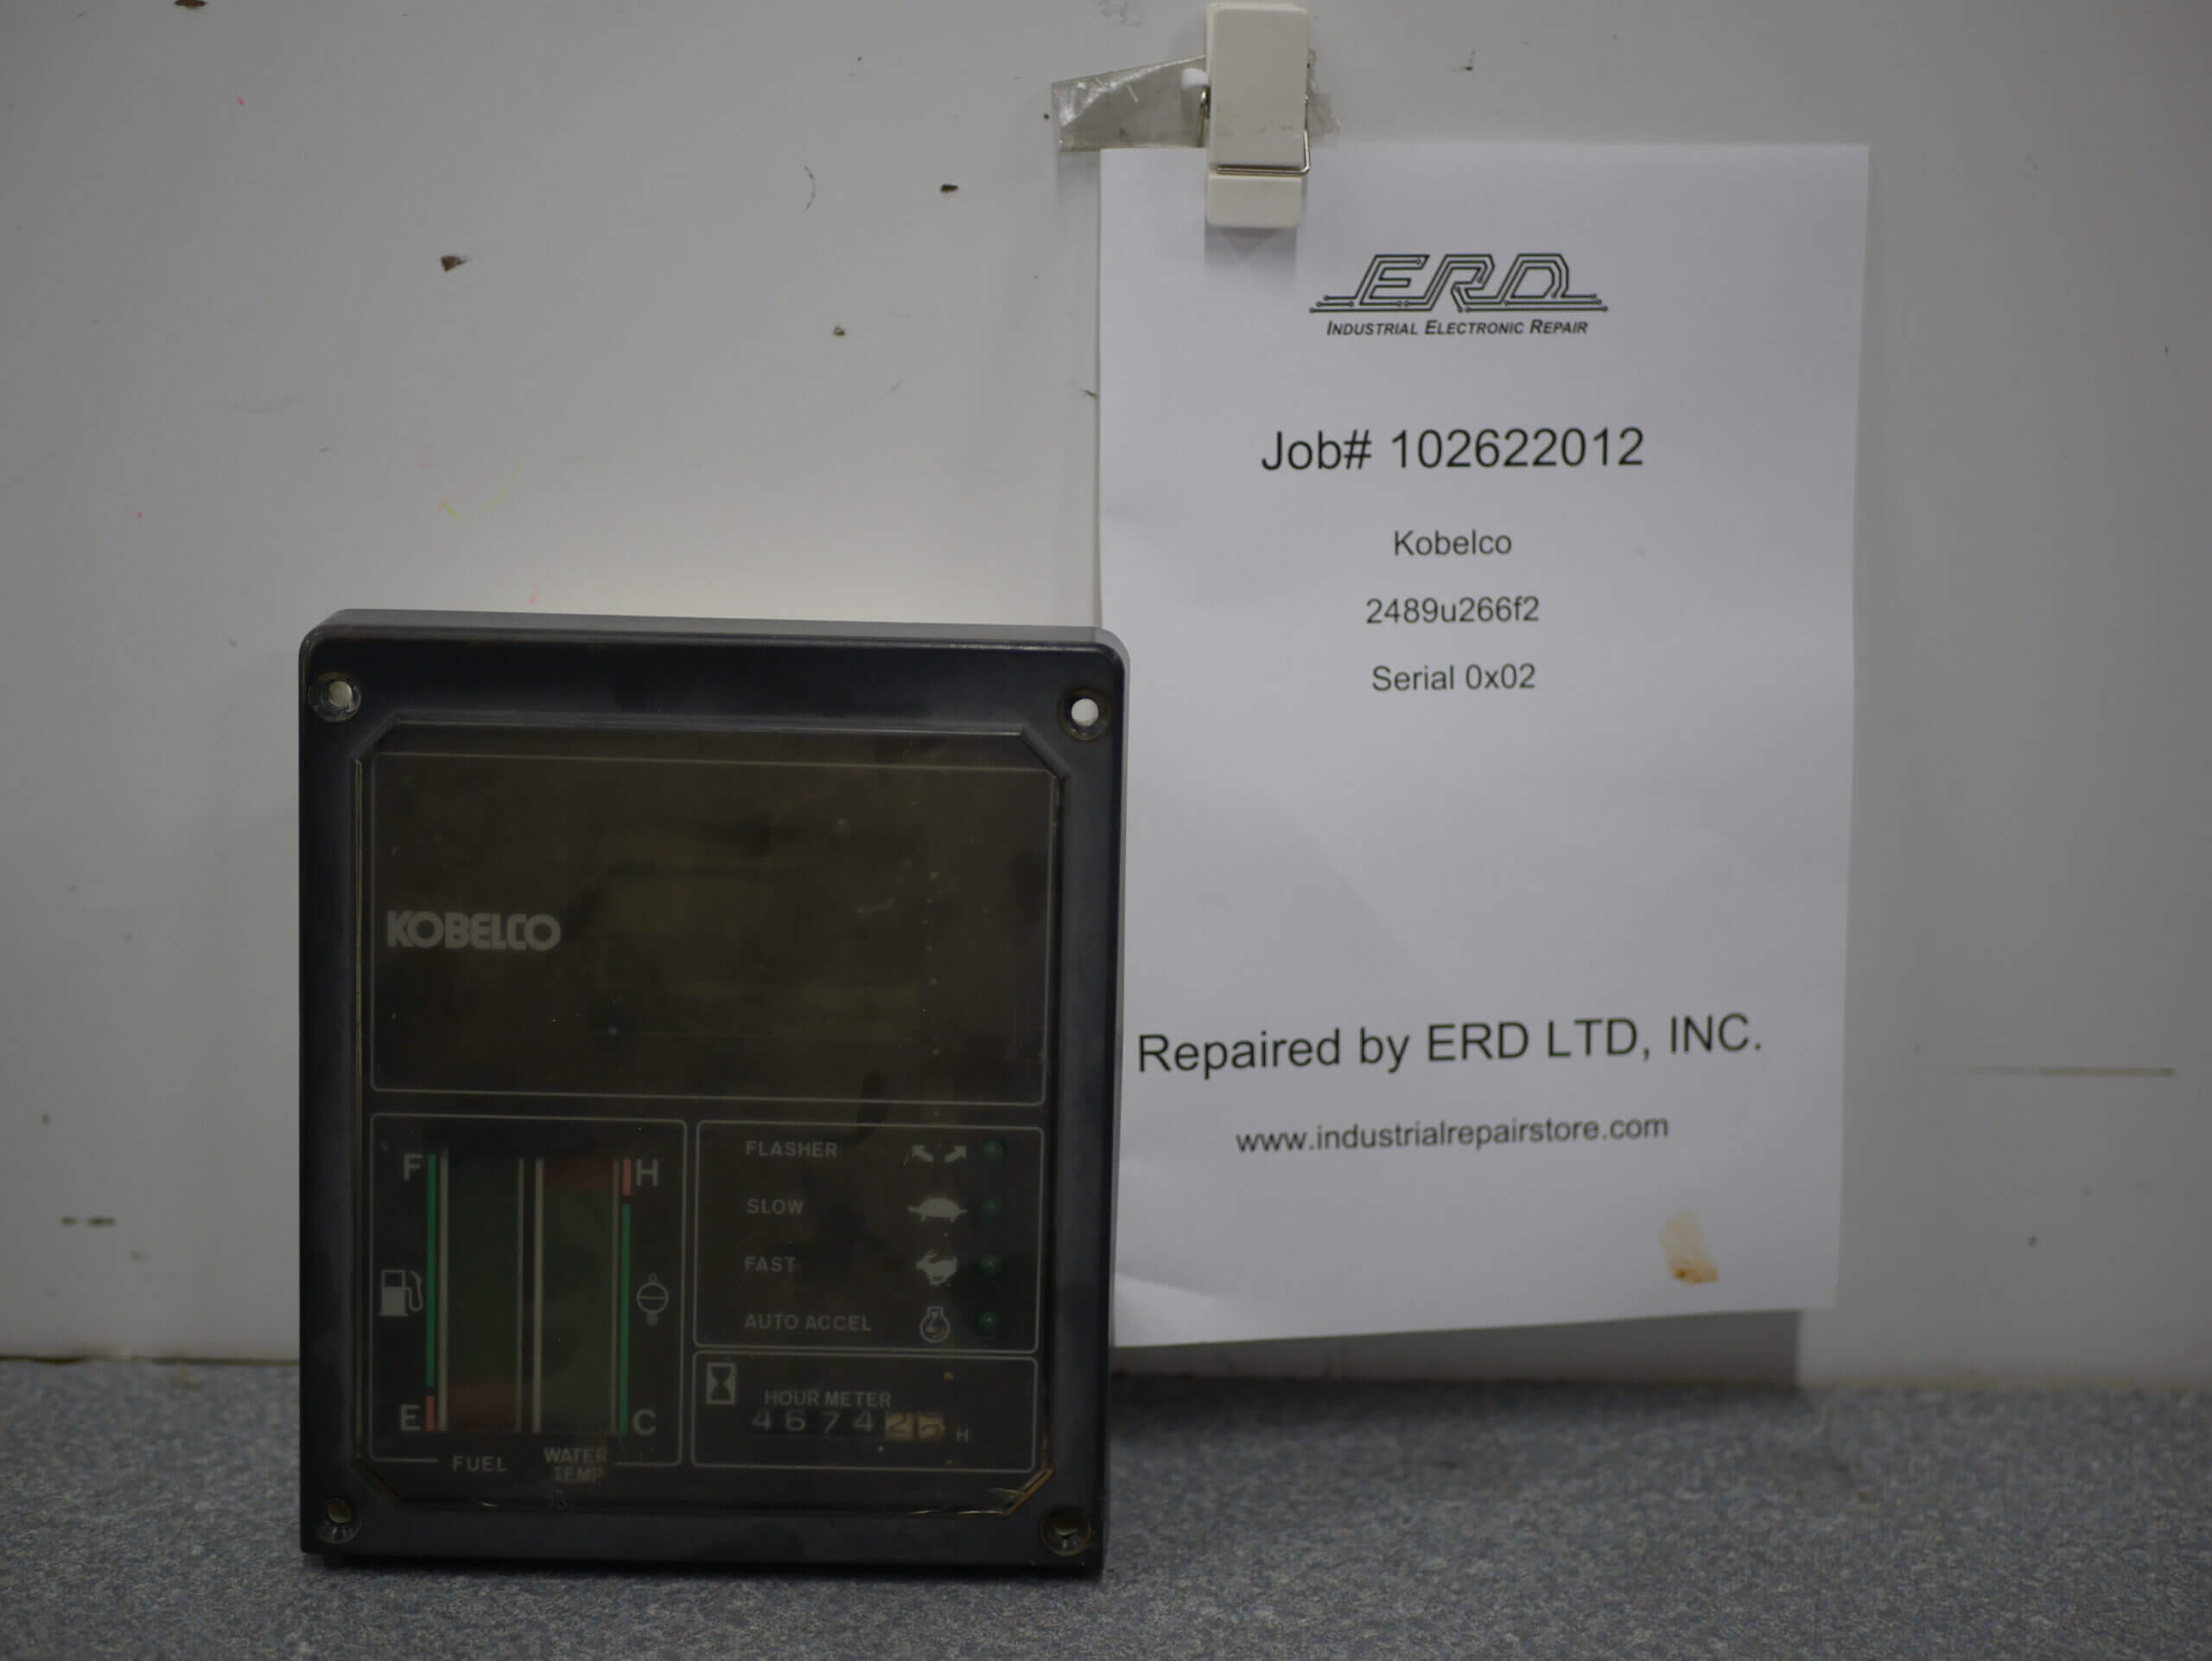 ERD
INDUSTRIAL ELECTRONIC REPAIR
Job# 102622012
Kobelco
2489u266f2
Serial 0x02
Repaired by ERD LTD, INC.
www.industrialrepairstore.com
KOBELCO
F
H
E
C
FUEL
WATER
TEMP
FLASHER
SLOW
FAST
AUTO ACCEL
HOUR METER
4674 H